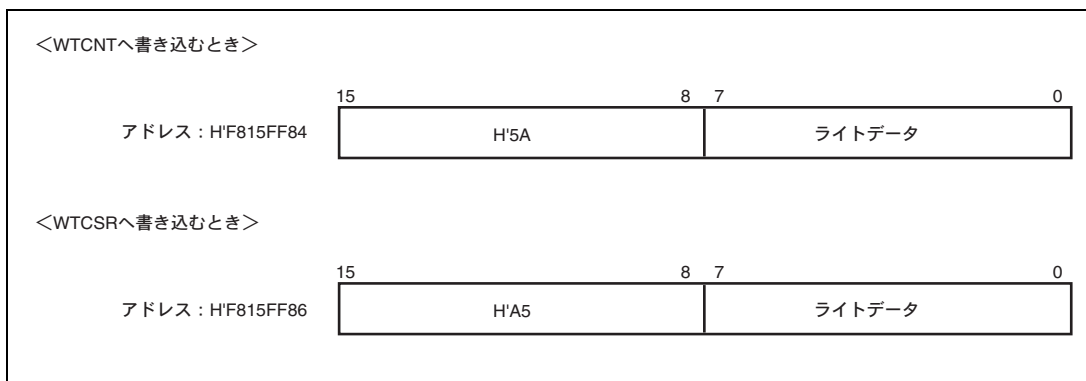 ＜WTCNTへ書き込むとき＞
15 8 7 0
アドレス：H'F815FF84 H'5A ライトデータ
＜WTCSRへ書き込むとき＞
15 8 7 0
アドレス：H'F815FF86 H'A5 ライトデータ